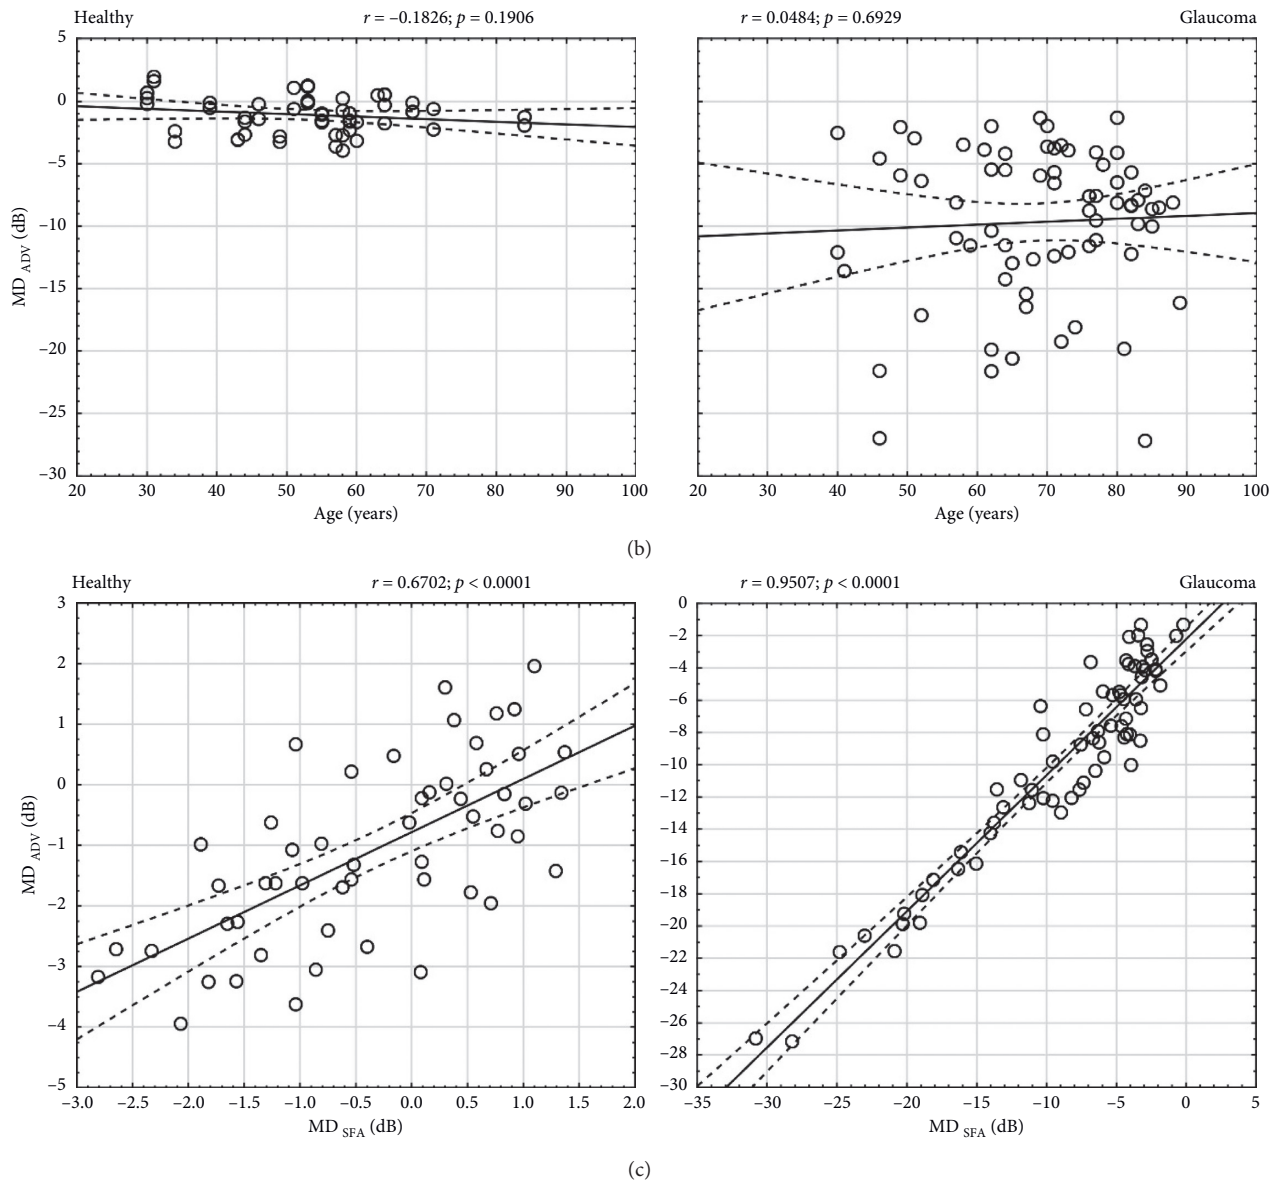 Healthy r = –0.1826; p = 0.1906
r = 0.0484; p = 0.6929 Glaucoma
5
0
–5
–10
–15
–20
–25
–30
MD ADV (dB)
20 30 40 50 60 70 80 90 100
20 30 40 50 60 70 80 90 100
Age (years)
Age (years)
(b)
Healthy r = 0.6702; p < 0.0001
r = 0.9507; p < 0.0001 Glaucoma
3
2
1
0
–1
–2
–3
–4
–5
MD ADV (dB)
–3.0 –2.5 –2.0 –1.5 –1.0 –0.5 0.0 0.5 1.0 1.5 2.0
MD SFA (dB)
0
–2
–4
–6
–8
–10
–12
–14
–16
–18
–20
–22
–24
–26
–28
–30
–35 –30 –25 –20 –15 –10 –5 0 5
MD SFA (dB)
(c)